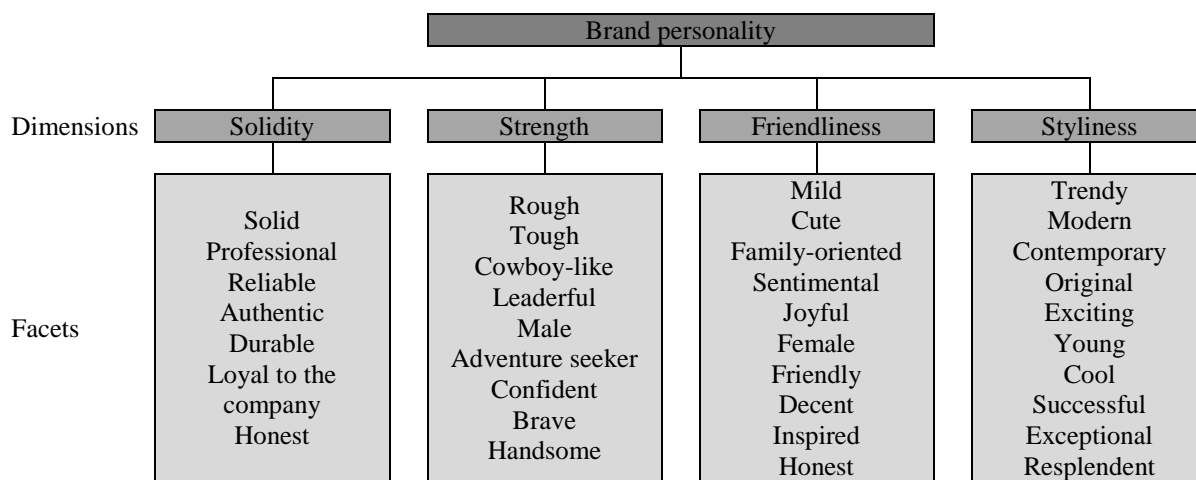 Brand personality
Dimensions
Solidity
Strength
Friendliness
Styliness
Facets
Solid
Professional
Reliable
Authentic
Durable
Loyal to the
company
Honest
Rough
Tough
Cowboy-like
Leaderful
Male
Adventure seeker
Confident
Brave
Handsome
Mild
Cute
Family-oriented
Sentimental
Joyful
Female
Friendly
Decent
Inspired
Honest
Trendy
Modern
Contemporary
Original
Exciting
Young
Cool
Successful
Exceptional
Resplendent